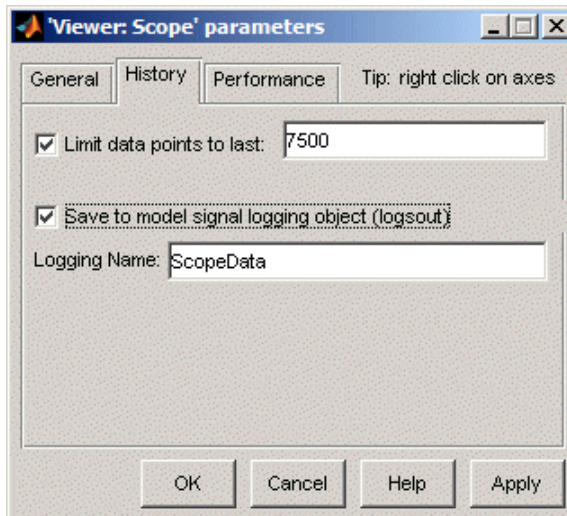 'Viewer: Scope' parameters
General History Performance Tip: right click on axes
Limit data points to last: 7500
Save to model signal logging object (logsout)
Logging Name: ScopeData
OK Cancel Help Apply